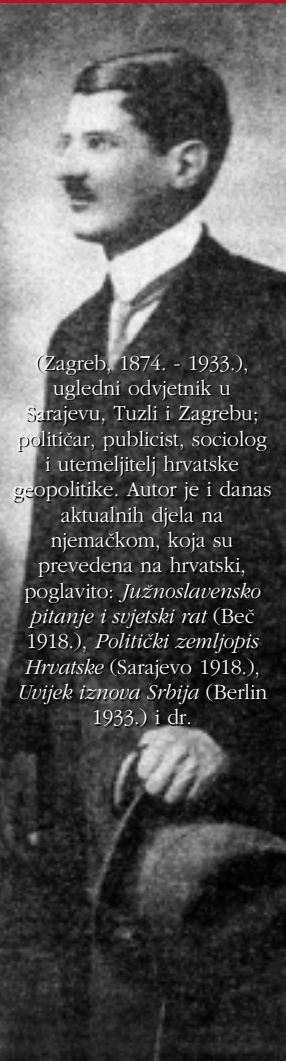 (Zagreb, 1874. - 1933.),
ugledni odvjetnik u
Sarajevu, Tuzli i Zagrebu;
političar, publicist, sociolog
i utemeljitelj hrvatske
geopolitike. Autor je i danas
aktualnih djela na
njemačkom, koja su
prevedena na hrvatski,
poglavito: Južnoslavensko
pitanje i svjetski rat (Beč
1918.), Politički zemljopis
Hrvatske (Sarajevo 1918.),
Uvijek iznova Srbija (Berlin
1933.) i dr.